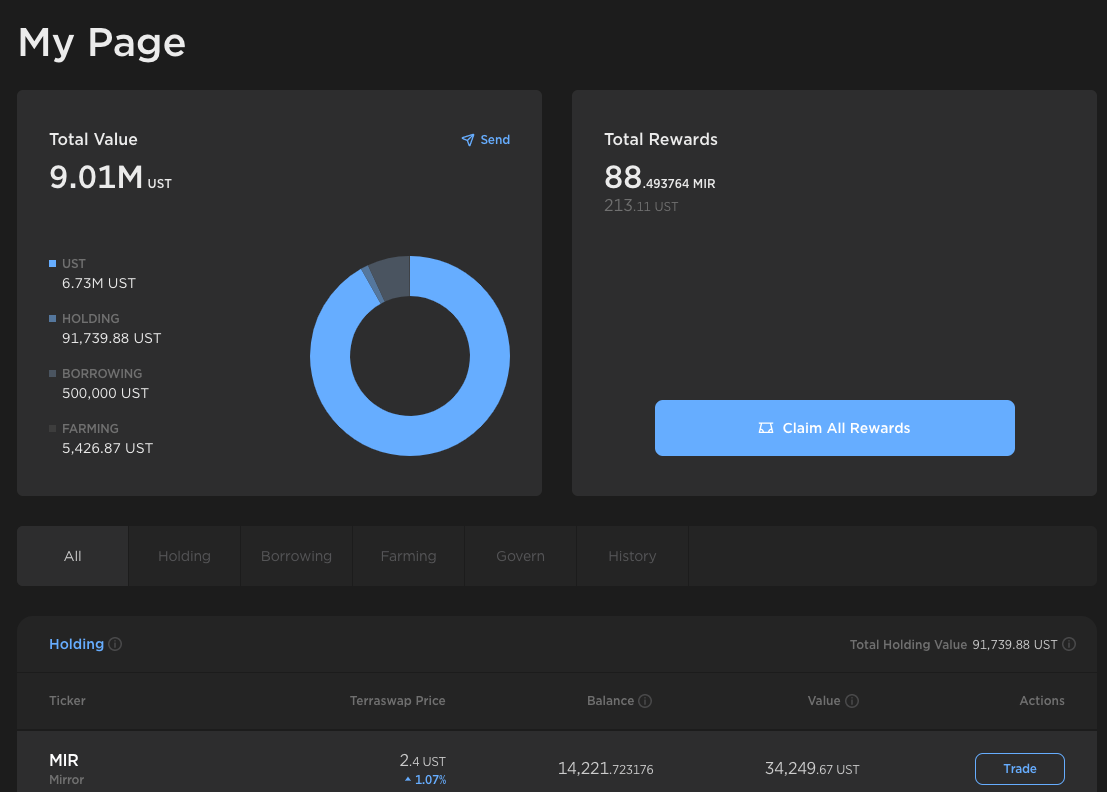 My Page
Total Value
Send
9.01M UST
UST
6.73M UST
HOLDING
91,739.88 UST
BORROWING
500,000 UST
FARMING
5,426.87 UST
Total Rewards
88.493764 MIR
213.11 UST
Claim All Rewards
All Holding Borrowing Farming Govern History
Holding Total Holding Value 91,739.88 UST
Ticker Terraswap Price Balance Value Actions
MIR 2.4 UST 14,221.723176 34,249.67 UST Trade
Mirror 1.07%